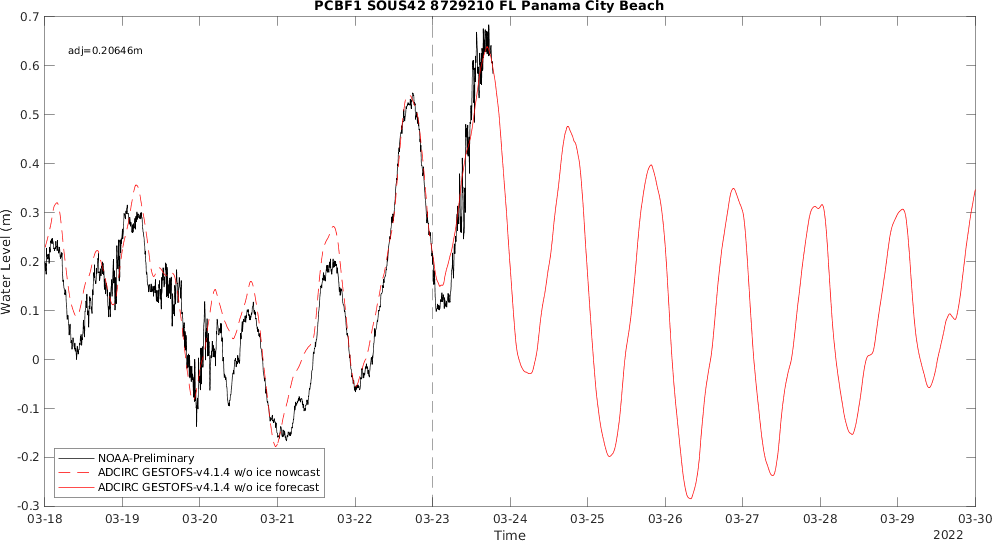 PCBF1 SOUS42 8729210 FL Panama City Beach
adj=0.20646m
Water Level (m)
0.7
0.6
0.5
0.4
0.3
0.2
0.1
0
-0.1
-0.2
-0.3
NOAA-Preliminary
ADCIRC GESTOFS-v4.1.4 w/o ice nowcast
ADCIRC GESTOFS-v4.1.4 w/o ice forecast
03-18 03-19 03-20 03-21 03-22 03-23 03-24 03-25 03-26 03-27 03-28 03-29 03-30
Time
2022